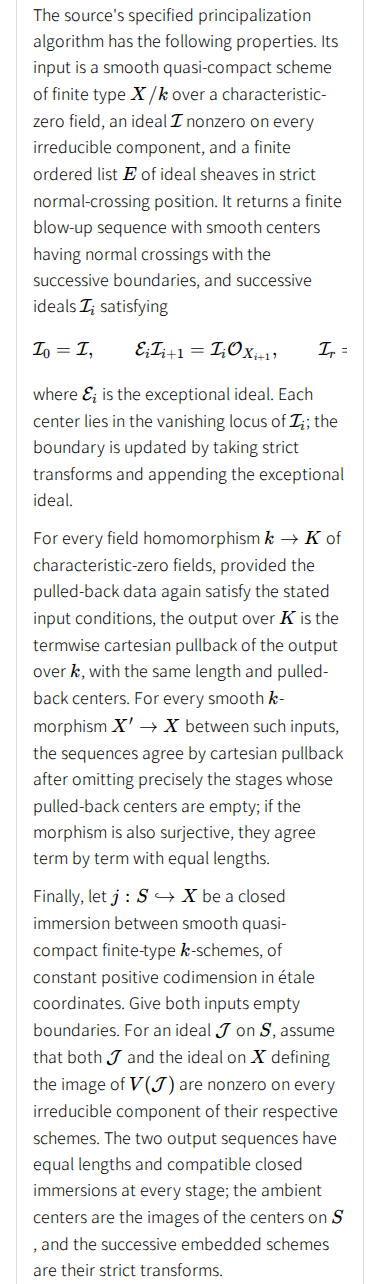 The source's specified principalization
algorithm has the following properties. Its
input is a smooth quasi-compact scheme
of finite type X/k over a characteristic-
zero field, an ideal ℐ nonzero on every
irreducible component, and a finite
ordered list E of ideal sheaves in strict
normal-crossing position. It returns a finite
blow-up sequence with smooth centers
having normal crossings with the
successive boundaries, and successive
ideals ℐᵢ satisfying
ℐ₀ = ℐ, ℰᵢℐᵢ₊₁ = ℐᵢ𝒪_{Xᵢ₊₁}, ℐᵣ =
where ℰᵢ is the exceptional ideal. Each
center lies in the vanishing locus of ℐᵢ; the
boundary is updated by taking strict
transforms and appending the exceptional
ideal.
For every field homomorphism k → K of
characteristic-zero fields, provided the
pulled-back data again satisfy the stated
input conditions, the output over K is the
termwise cartesian pullback of the output
over k, with the same length and pulled-
back centers. For every smooth k-
morphism X′ → X between such inputs,
the sequences agree by cartesian pullback
after omitting precisely the stages whose
pulled-back centers are empty; if the
morphism is also surjective, they agree
term by term with equal lengths.
Finally, let j : S ↪ X be a closed
immersion between smooth quasi-
compact finite-type k-schemes, of
constant positive codimension in étale
coordinates. Give both inputs empty
boundaries. For an ideal 𝒥 on S, assume
that both 𝒥 and the ideal on X defining
the image of V(𝒥) are nonzero on every
irreducible component of their respective
schemes. The two output sequences have
equal lengths and compatible closed
immersions at every stage; the ambient
centers are the images of the centers on S
, and the successive embedded schemes
are their strict transforms.